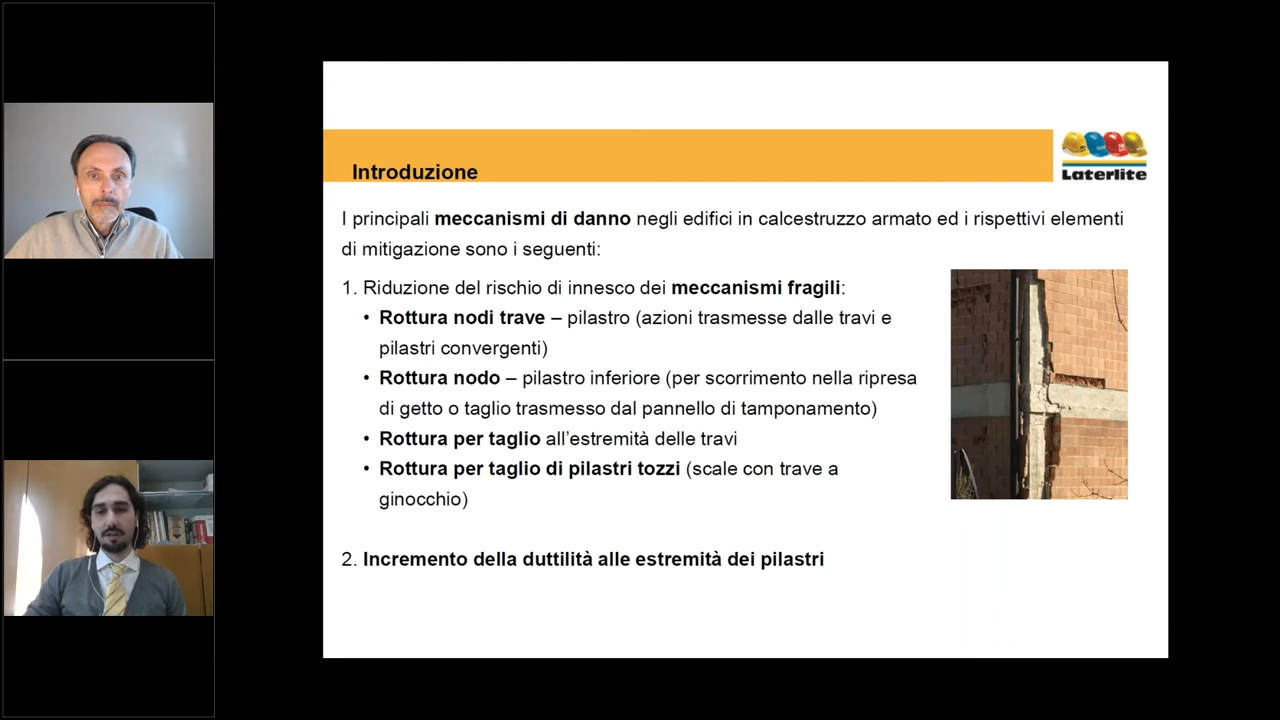 Introduzione
Laterlite
I principali meccanismi di danno negli edifici in calcestruzzo armato ed i rispettivi elementi
di mitigazione sono i seguenti:
1. Riduzione del rischio di innesco dei meccanismi fragili:
• Rottura nodi trave – pilastro (azioni trasmesse dalle travi e
pilastri convergenti)
• Rottura nodo – pilastro inferiore (per scorrimento nella ripresa
di getto o taglio trasmesso dal pannello di tamponamento)
• Rottura per taglio all'estremità delle travi
• Rottura per taglio di pilastri tozzi (scale con trave a
ginocchio)
2. Incremento della duttilità alle estremità dei pilastri